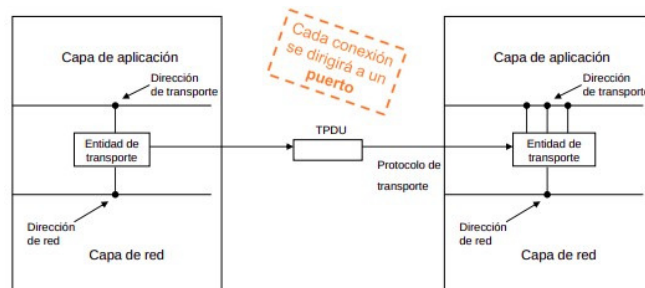 Capa de aplicación
Dirección
de transporte
Entidad de
transporte
Dirección
de red
Capa de red
Cada conexión
se dirigirá a un
puerto
TPDU
Protocolo de
transporte
Capa de aplicación
Dirección
de transporte
Entidad de
transporte
Dirección
de red
Capa de red